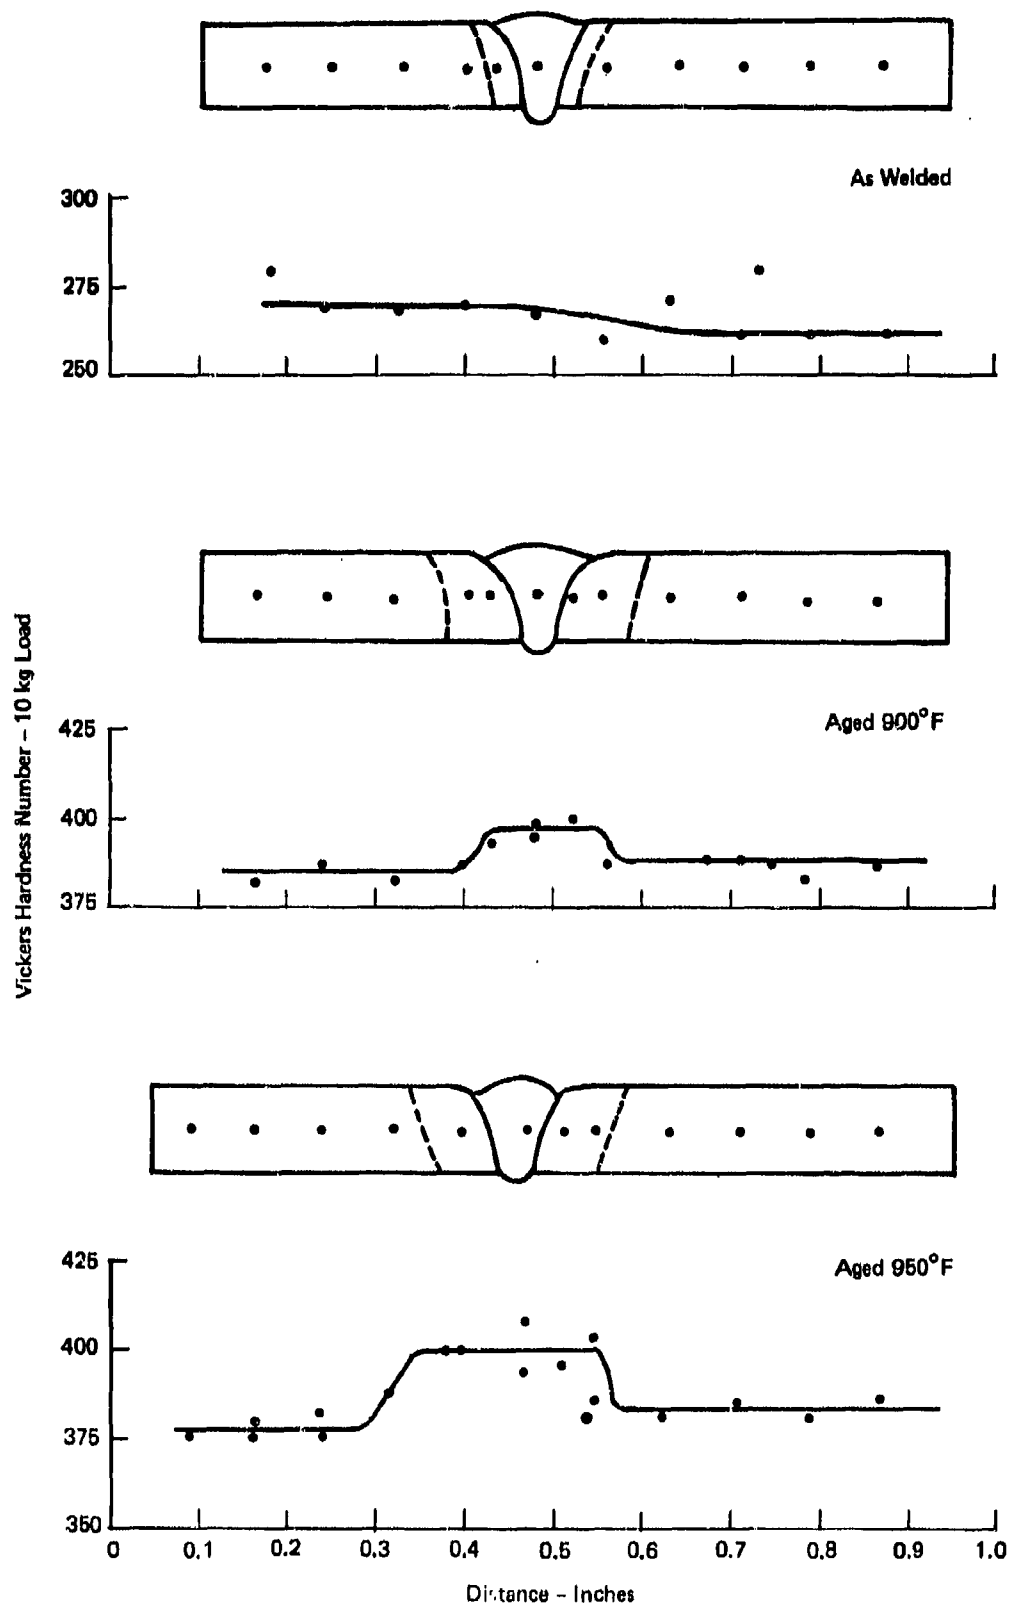 As Welded
300
275
250
Vickers Hardness Number – 10 kg Load
Aged 900°F
425
400
375
Aged 950°F
425
400
375
350
0 0.1 0.2 0.3 0.4 0.5 0.6 0.7 0.8 0.9 1.0
Distance – Inches